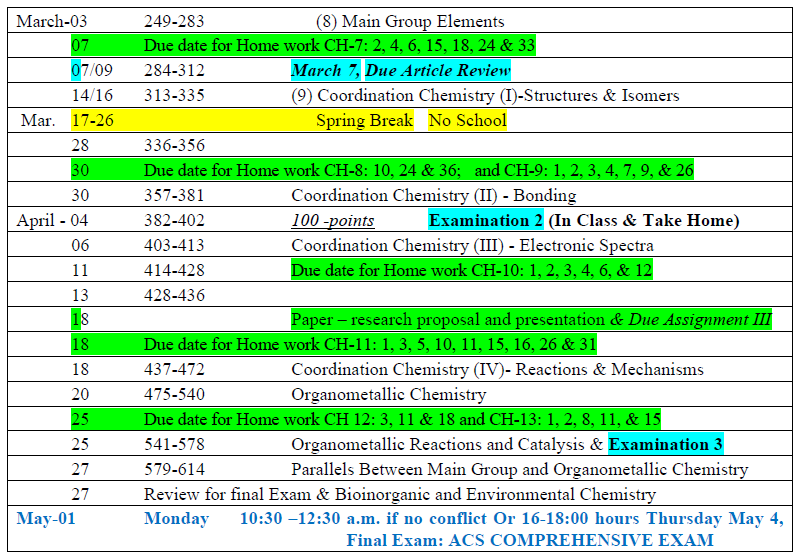 March-03 249-283 (8) Main Group Elements
07 Due date for Home work CH-7: 2, 4, 6, 15, 18, 24 & 33
07/09 284-312 March 7, Due Article Review
14/16 313-335 (9) Coordination Chemistry (I)-Structures & Isomers
Mar. 17-26 Spring Break No School
28 336-356
30 Due date for Home work CH-8: 10, 24 & 36; and CH-9: 1, 2, 3, 4, 7, 9, & 26
30 357-381 Coordination Chemistry (II) - Bonding
April - 04 382-402 100 -points Examination 2 (In Class & Take Home)
06 403-413 Coordination Chemistry (III) - Electronic Spectra
11 414-428 Due date for Home work CH-10: 1, 2, 3, 4, 6, & 12
13 428-436
18 Paper – research proposal and presentation & Due Assignment III
18 Due date for Home work CH-11: 1, 3, 5, 10, 11, 15, 16, 26 & 31
18 437-472 Coordination Chemistry (IV)- Reactions & Mechanisms
20 475-540 Organometallic Chemistry
25 Due date for Home work CH 12: 3, 11 & 18 and CH-13: 1, 2, 8, 11, & 15
25 541-578 Organometallic Reactions and Catalysis & Examination 3
27 579-614 Parallels Between Main Group and Organometallic Chemistry
27 Review for final Exam & Bioinorganic and Environmental Chemistry
May-01 Monday 10:30 –12:30 a.m. if no conflict Or 16-18:00 hours Thursday May 4,
Final Exam: ACS COMPREHENSIVE EXAM